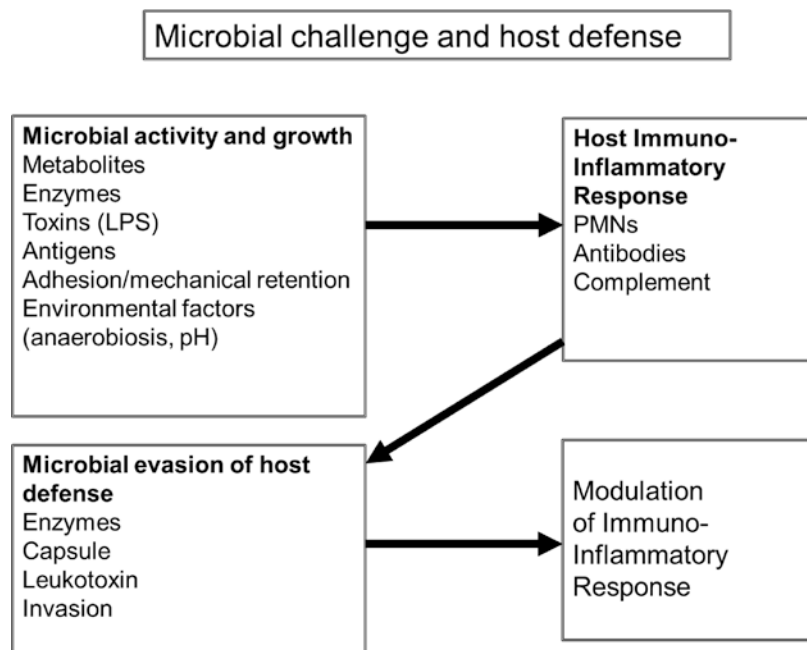 Microbial challenge and host defense
Microbial activity and growth
Metabolites
Enzymes
Toxins (LPS)
Antigens
Adhesion/mechanical retention
Environmental factors
(anaerobiosis, pH)
Host Immuno-
Inflammatory
Response
PMNs
Antibodies
Complement
Microbial evasion of host
defense
Enzymes
Capsule
Leukotoxin
Invasion
Modulation
of Immuno-
Inflammatory
Response